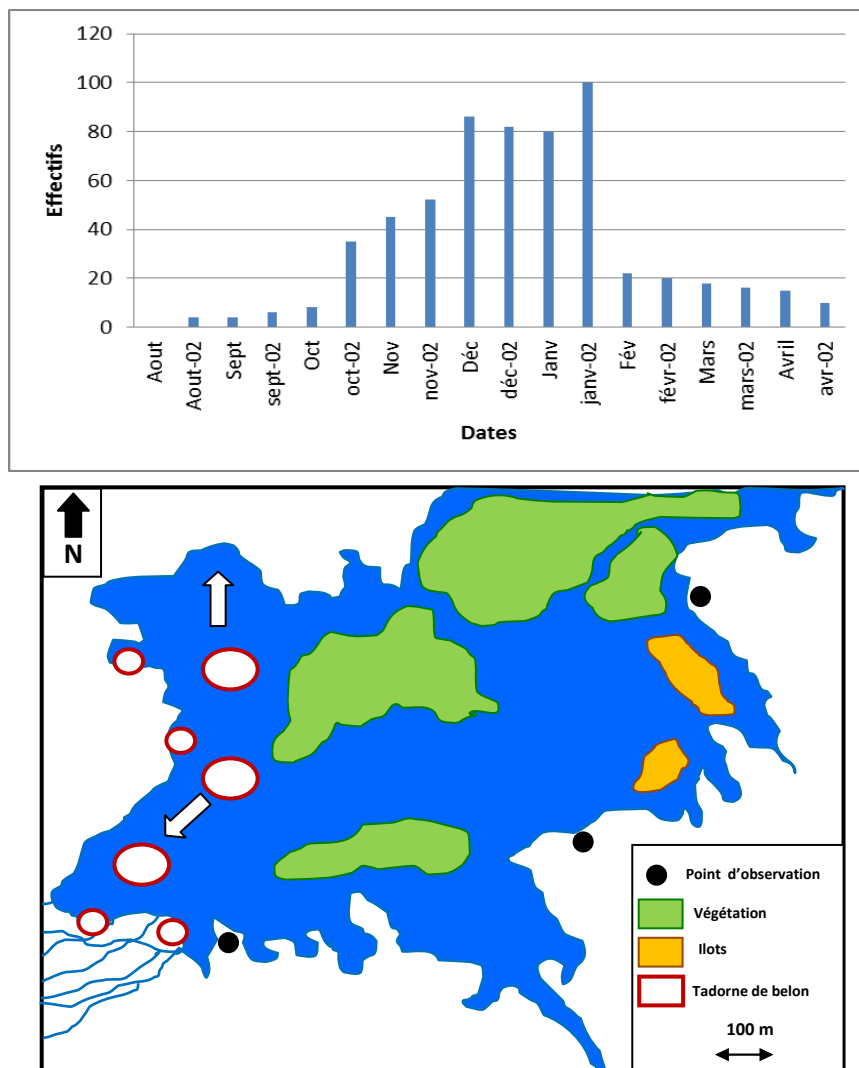 120
100
80
60
40
20
0
Effectifs
Aout
Aout-02
Sept
sept-02
Oct
oct-02
Nov
nov-02
Déc
déc-02
Janv
janv-02
Fév
févr-02
Mars
mars-02
Avril
avr-02
Dates
N
Point d'observation
Végétation
Ilots
Tadorne de belon
100 m